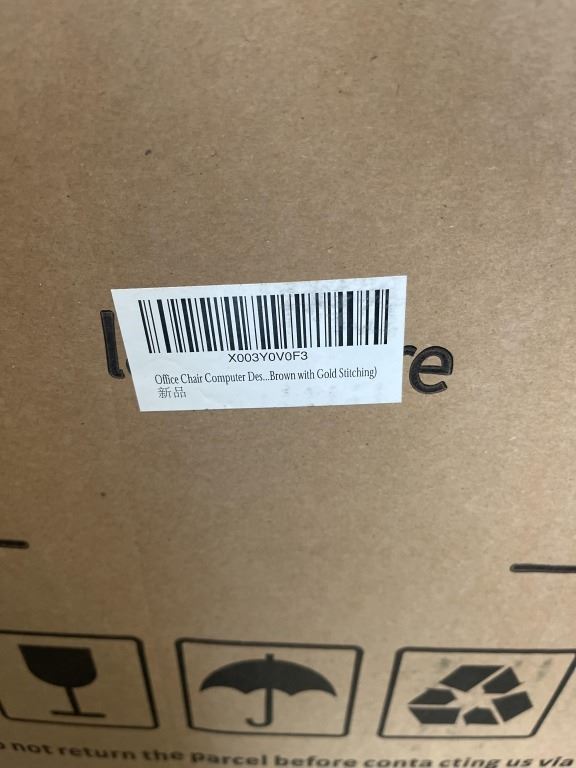 X003Y0V0F3
Office Chair Computer Des...Brown with Gold Stitching)
新品
not return the parcel before conta cting us via